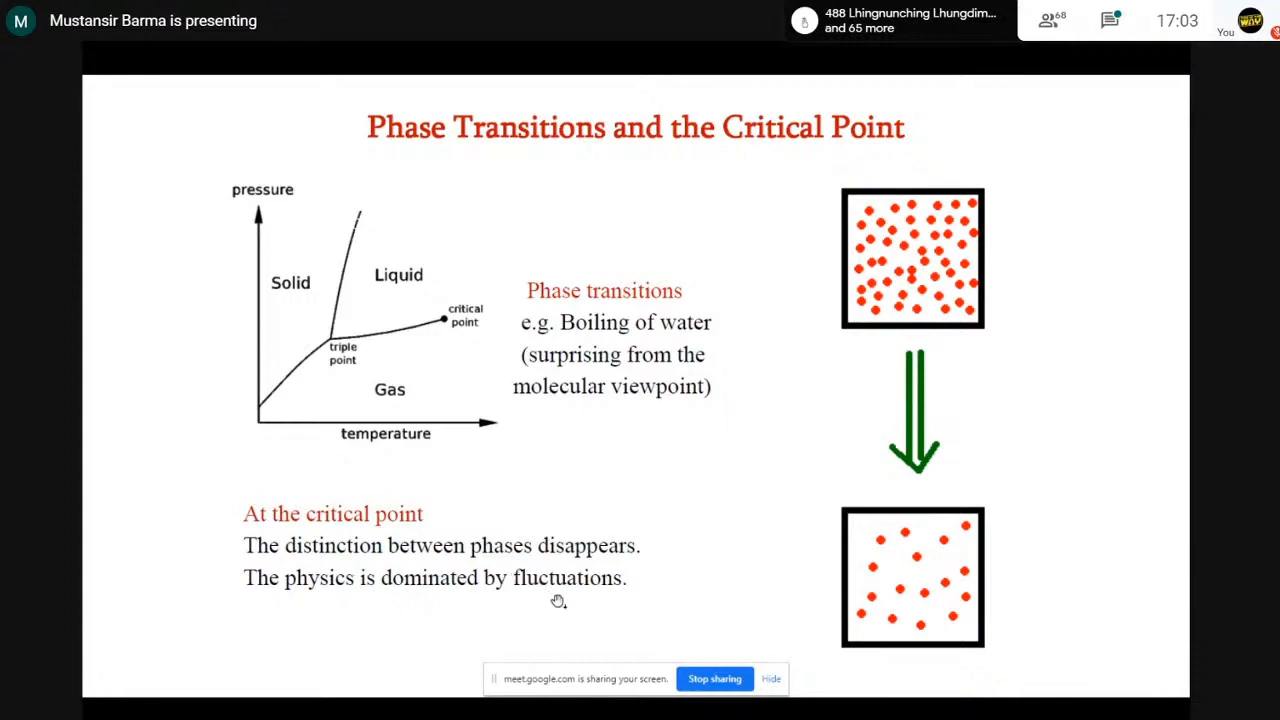 M
Mustansir Barma is presenting
488 Lhingnunching Lhungdim...
and 65 more
68
17:03
You
Phase Transitions and the Critical Point
pressure
Solid
Liquid
critical
point
triple
point
Gas
temperature
Phase transitions
e.g. Boiling of water
(surprising from the
molecular viewpoint)
At the critical point
The distinction between phases disappears.
The physics is dominated by fluctuations.
meet.google.com is sharing your screen.
Stop sharing
Hide